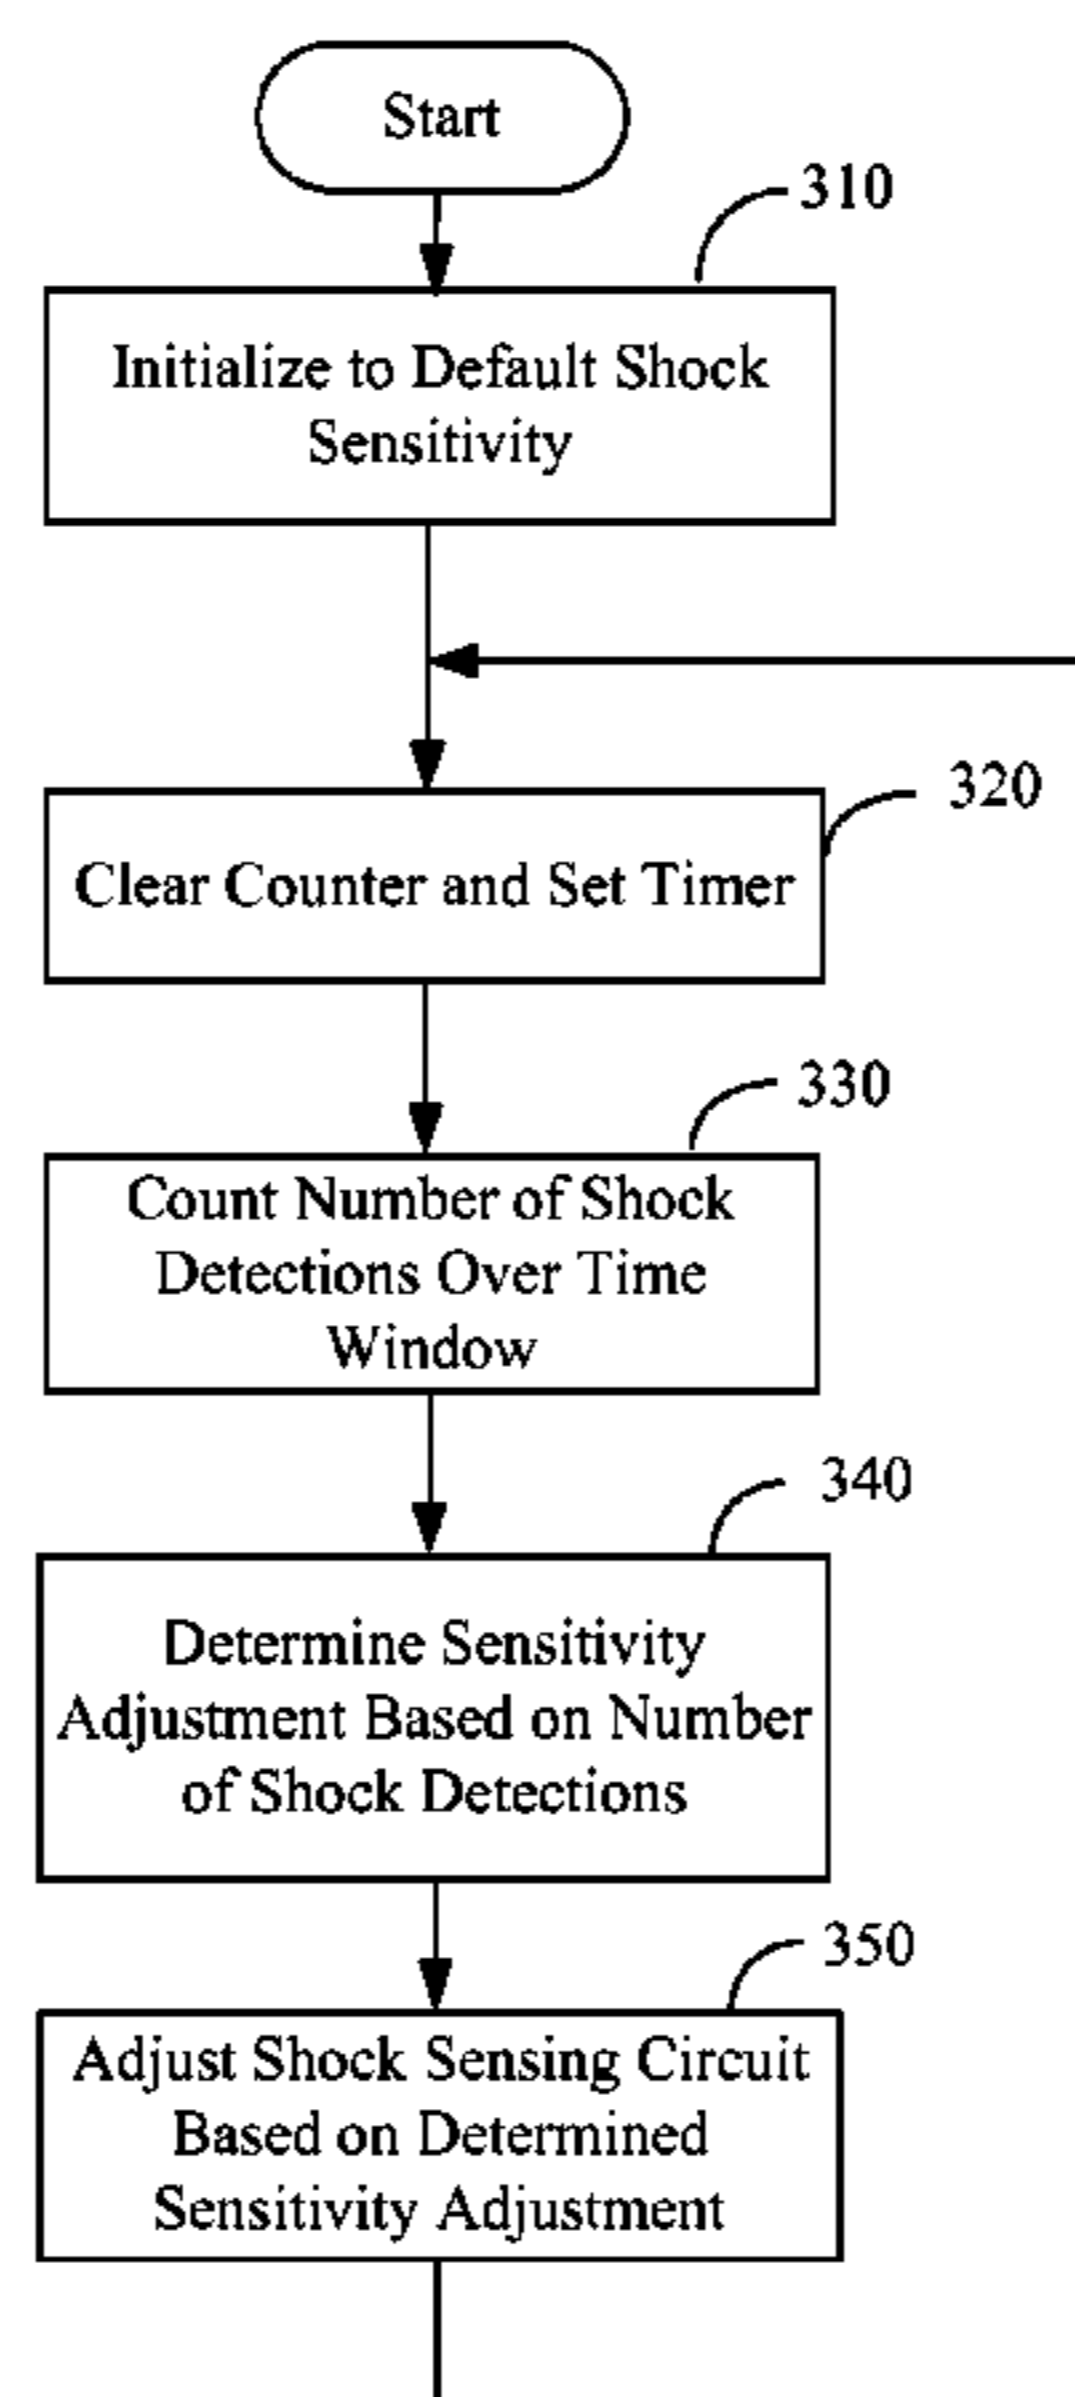 Start
310
Initialize to Default Shock
Sensitivity
320
Clear Counter and Set Timer
330
Count Number of Shock
Detections Over Time
Window
340
Determine Sensitivity
Adjustment Based on Number
of Shock Detections
350
Adjust Shock Sensing Circuit
Based on Determined
Sensitivity Adjustment